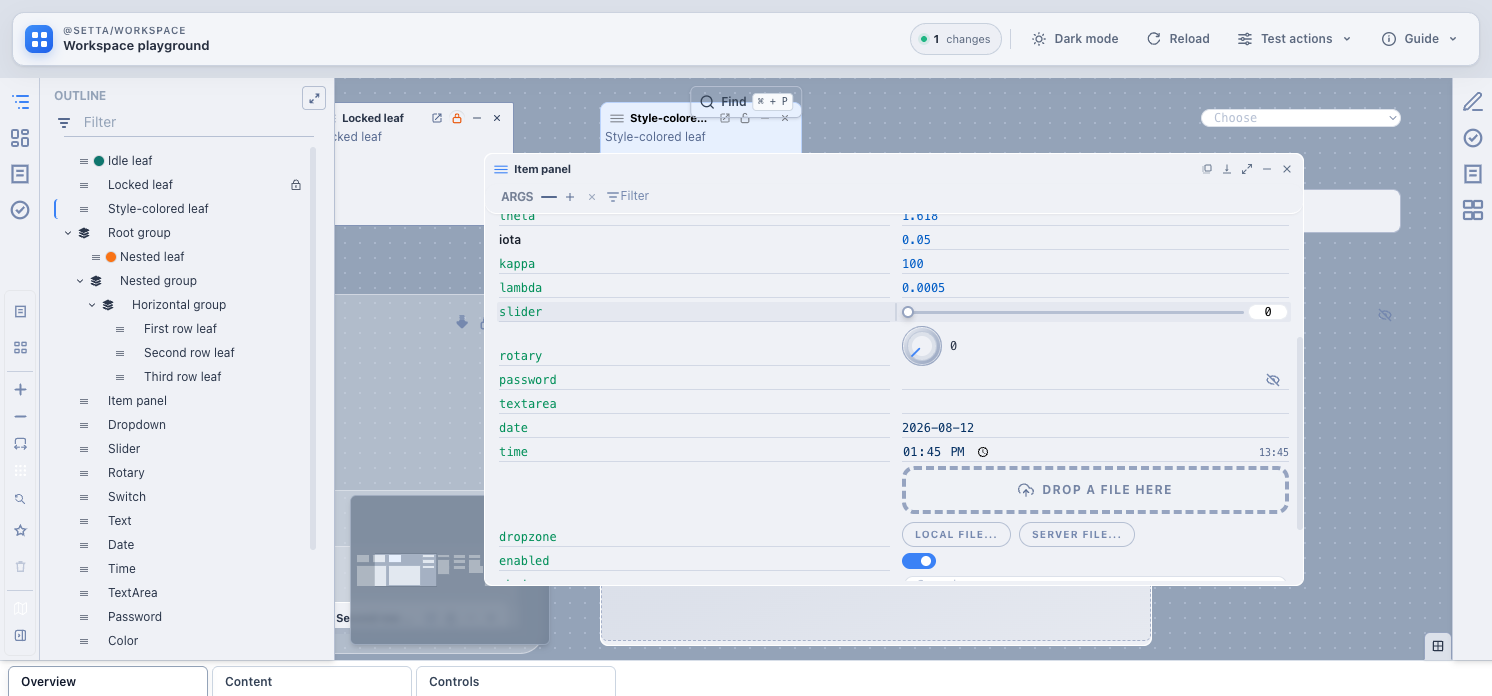 @SETTA/WORKSPACE
Workspace playground
1 changes
Dark mode
Reload
Test actions
Guide
OUTLINE
Filter
Idle leaf
Locked leaf
Style-colored leaf
Root group
Nested leaf
Nested group
Horizontal group
First row leaf
Second row leaf
Third row leaf
Item panel
Dropdown
Slider
Rotary
Switch
Text
Date
Time
TextArea
Password
Color
Locked leaf
cked leaf
Style-colore...
Style-colored leaf
Find ⌘ + P
Choose
Item panel
ARGS
Filter
theta 1.618
iota 0.05
kappa 100
lambda 0.0005
slider 0
rotary 0
password
textarea
date 2026-08-12
time 01:45 PM 13:45
DROP A FILE HERE
dropzone LOCAL FILE... SERVER FILE...
enabled
Overview
Content
Controls